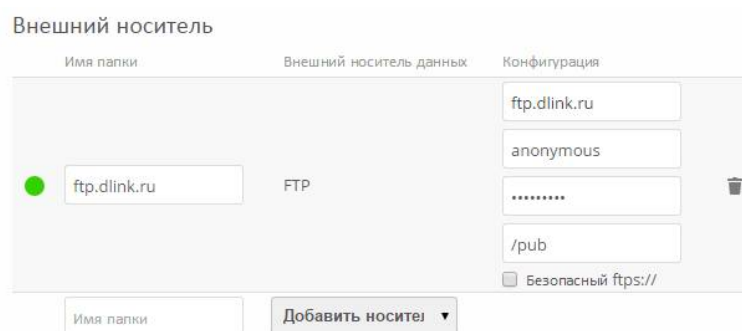 Внешний носитель
Имя папки Внешний носитель данных Конфигурация
ftp.dlink.ru
anonymous
ftp.dlink.ru FTP
•••••••••
/pub
Безопасный ftps://
Имя папки Добавить носител